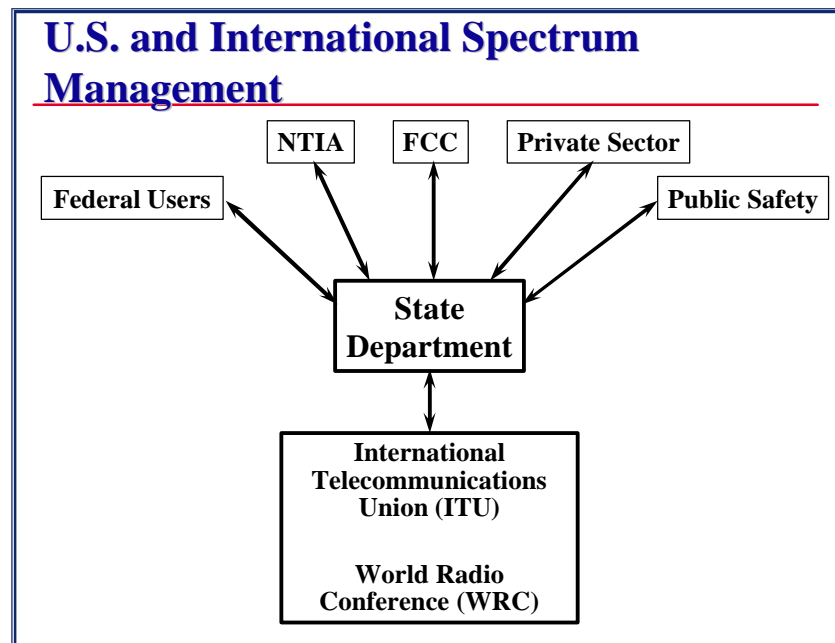 U.S. and International Spectrum
Management
NTIA
FCC
Private Sector
Federal Users
Public Safety
State
Department
International
Telecommunications
Union (ITU)
World Radio
Conference (WRC)